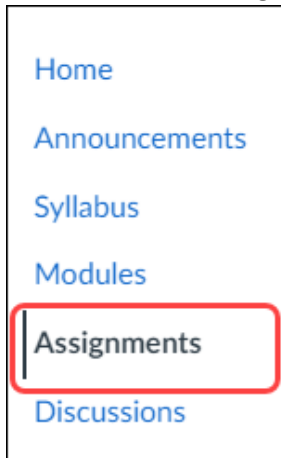 Home
Announcements
Syllabus
Modules
Assignments
Discussions